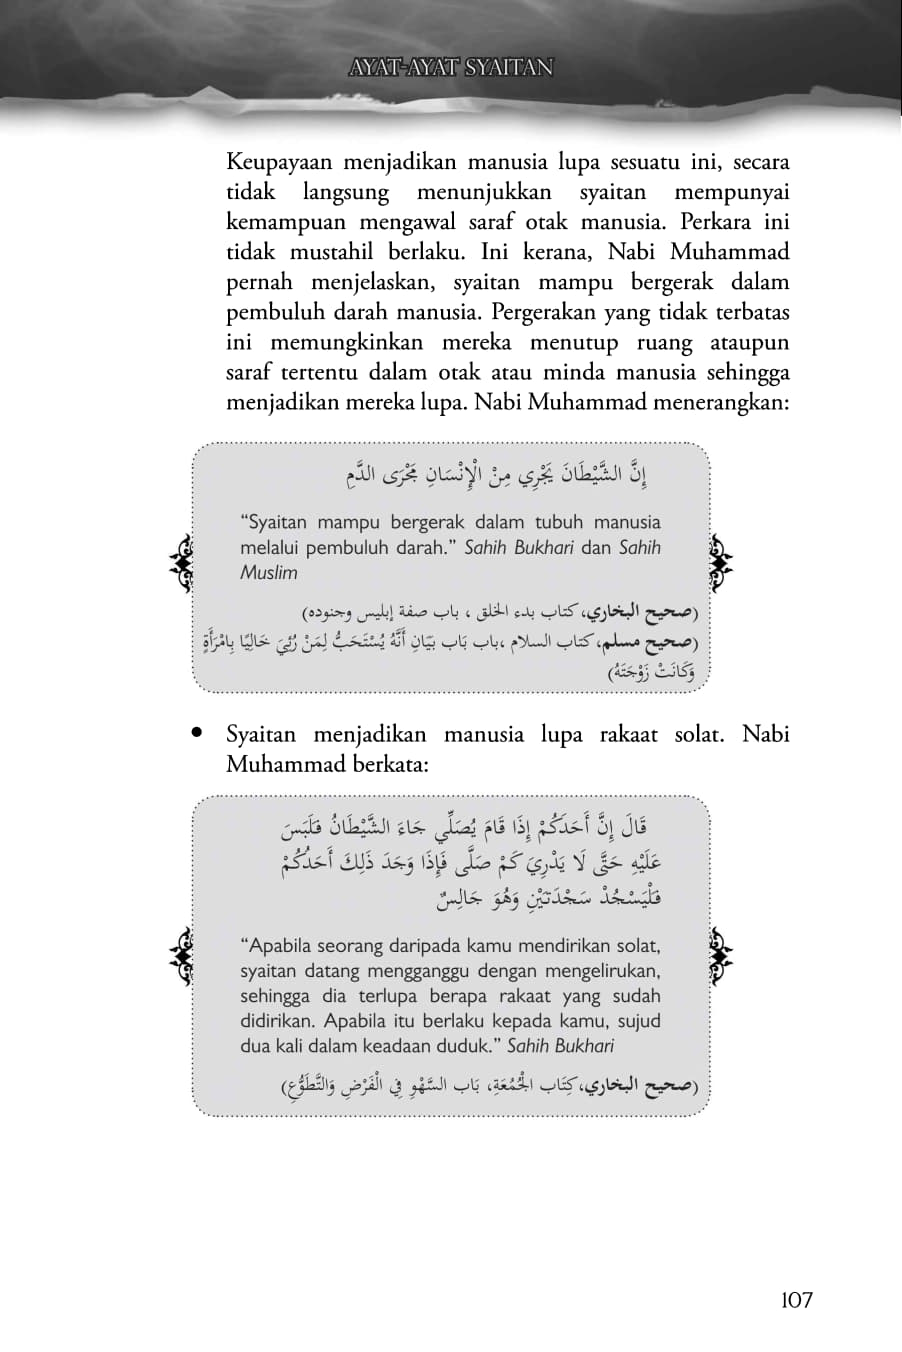 AYAT-AYAT SYAITAN
Keupayaan menjadikan manusia lupa sesuatu ini, secara
tidak langsung menunjukkan syaitan mempunyai
kemampuan mengawal saraf otak manusia. Perkara ini
tidak mustahil berlaku. Ini kerana, Nabi Muhammad
pernah menjelaskan, syaitan mampu bergerak dalam
pembuluh darah manusia. Pergerakan yang tidak terbatas
ini memungkinkan mereka menutup ruang ataupun
saraf tertentu dalam otak atau minda manusia sehingga
menjadikan mereka lupa. Nabi Muhammad menerangkan:
إِنَّ الشَّيْطَانَ يَجْرِي مِنْ الْإِنْسَانِ مَجْرَى الدَّمِ
“Syaitan mampu bergerak dalam tubuh manusia
melalui pembuluh darah.” Sahih Bukhari dan Sahih
Muslim
(صحيح البخاري، كتاب بدء الخلق ، باب صفة إبليس وجنوده)
(صحيح مسلم، كتاب السلام ،باب بَاب بَيَانِ أَنَّهُ يُسْتَحَبُّ لِمَنْ رُئِيَ خَالِيًا بِامْرَأَةٍ
وَكَانَتْ زَوْجَتَهُ)
• Syaitan menjadikan manusia lupa rakaat solat. Nabi
Muhammad berkata:
قَالَ إِنَّ أَحَدَكُمْ إِذَا قَامَ يُصَلِّي جَاءَ الشَّيْطَانُ فَلَبَسَ
عَلَيْهِ حَتَّى لَا يَدْرِيَ كَمْ صَلَّى فَإِذَا وَجَدَ ذَلِكَ أَحَدُكُمْ
فَلْيَسْجُدْ سَجْدَتَيْنِ وَهُوَ جَالِسٌ
“Apabila seorang daripada kamu mendirikan solat,
syaitan datang mengganggu dengan mengelirukan,
sehingga dia terlupa berapa rakaat yang sudah
didirikan. Apabila itu berlaku kepada kamu, sujud
dua kali dalam keadaan duduk.” Sahih Bukhari
(صحيح البخاري، كِتَاب الْجُمُعَةِ، بَاب السَّهْوِ فِي الْفَرْضِ وَالتَّطَوُّعِ)
107